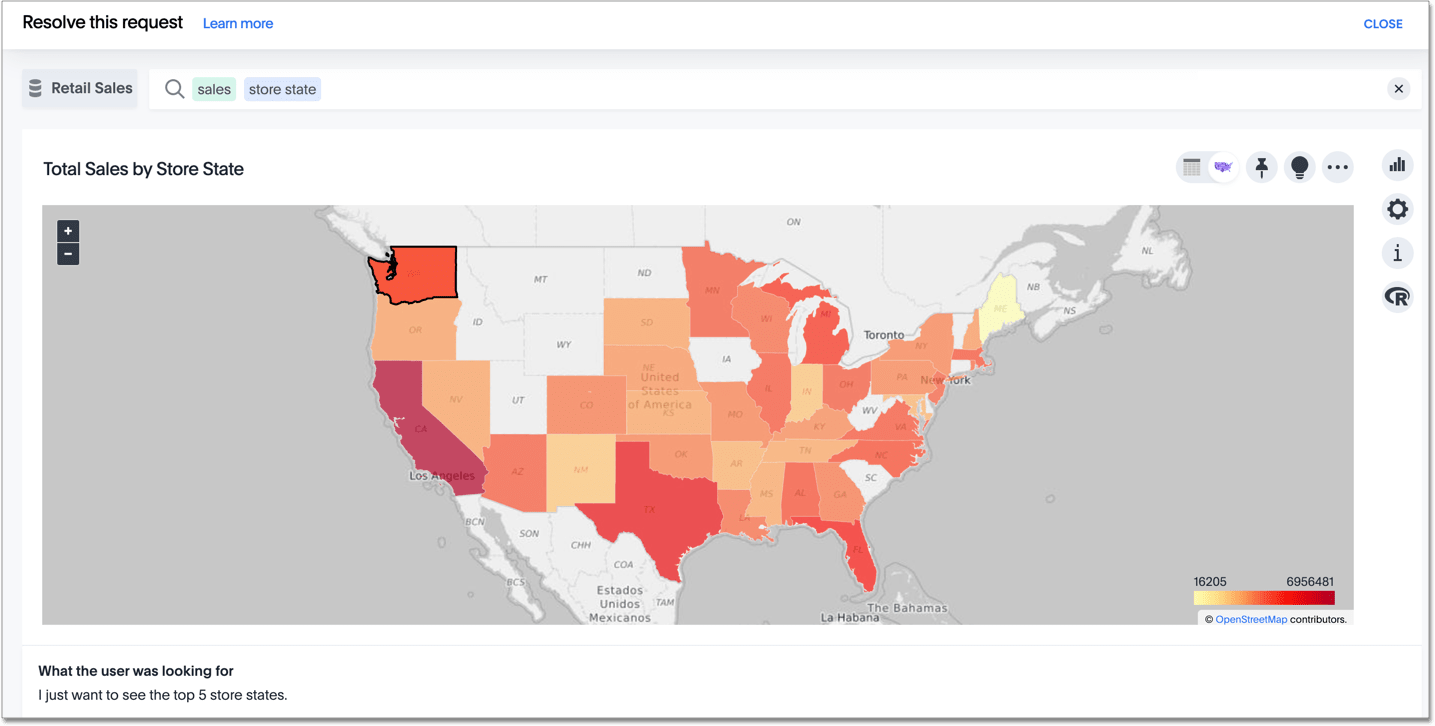 Resolve this request Learn more CLOSE
Retail Sales sales store state
Total Sales by Store State
+
−
ON
NL
MT ND NB
WA
MN
ME
NS
ID
OR SD WI MI Toronto
WY NY
IA
NE
United States of America
PA New York
NV UT IL IN OH
CO KS MO WV
CA KY VA
Los Angeles AZ NM OK AR TN NC
SC
MS AL GA
TX LA
BCN
SON
CHH FL
COA
BCS
Estados Unidos Mexicanos
TAM
The Bahamas
La Habana
16205 6956481
© OpenStreetMap contributors.
i
R
What the user was looking for
I just want to see the top 5 store states.